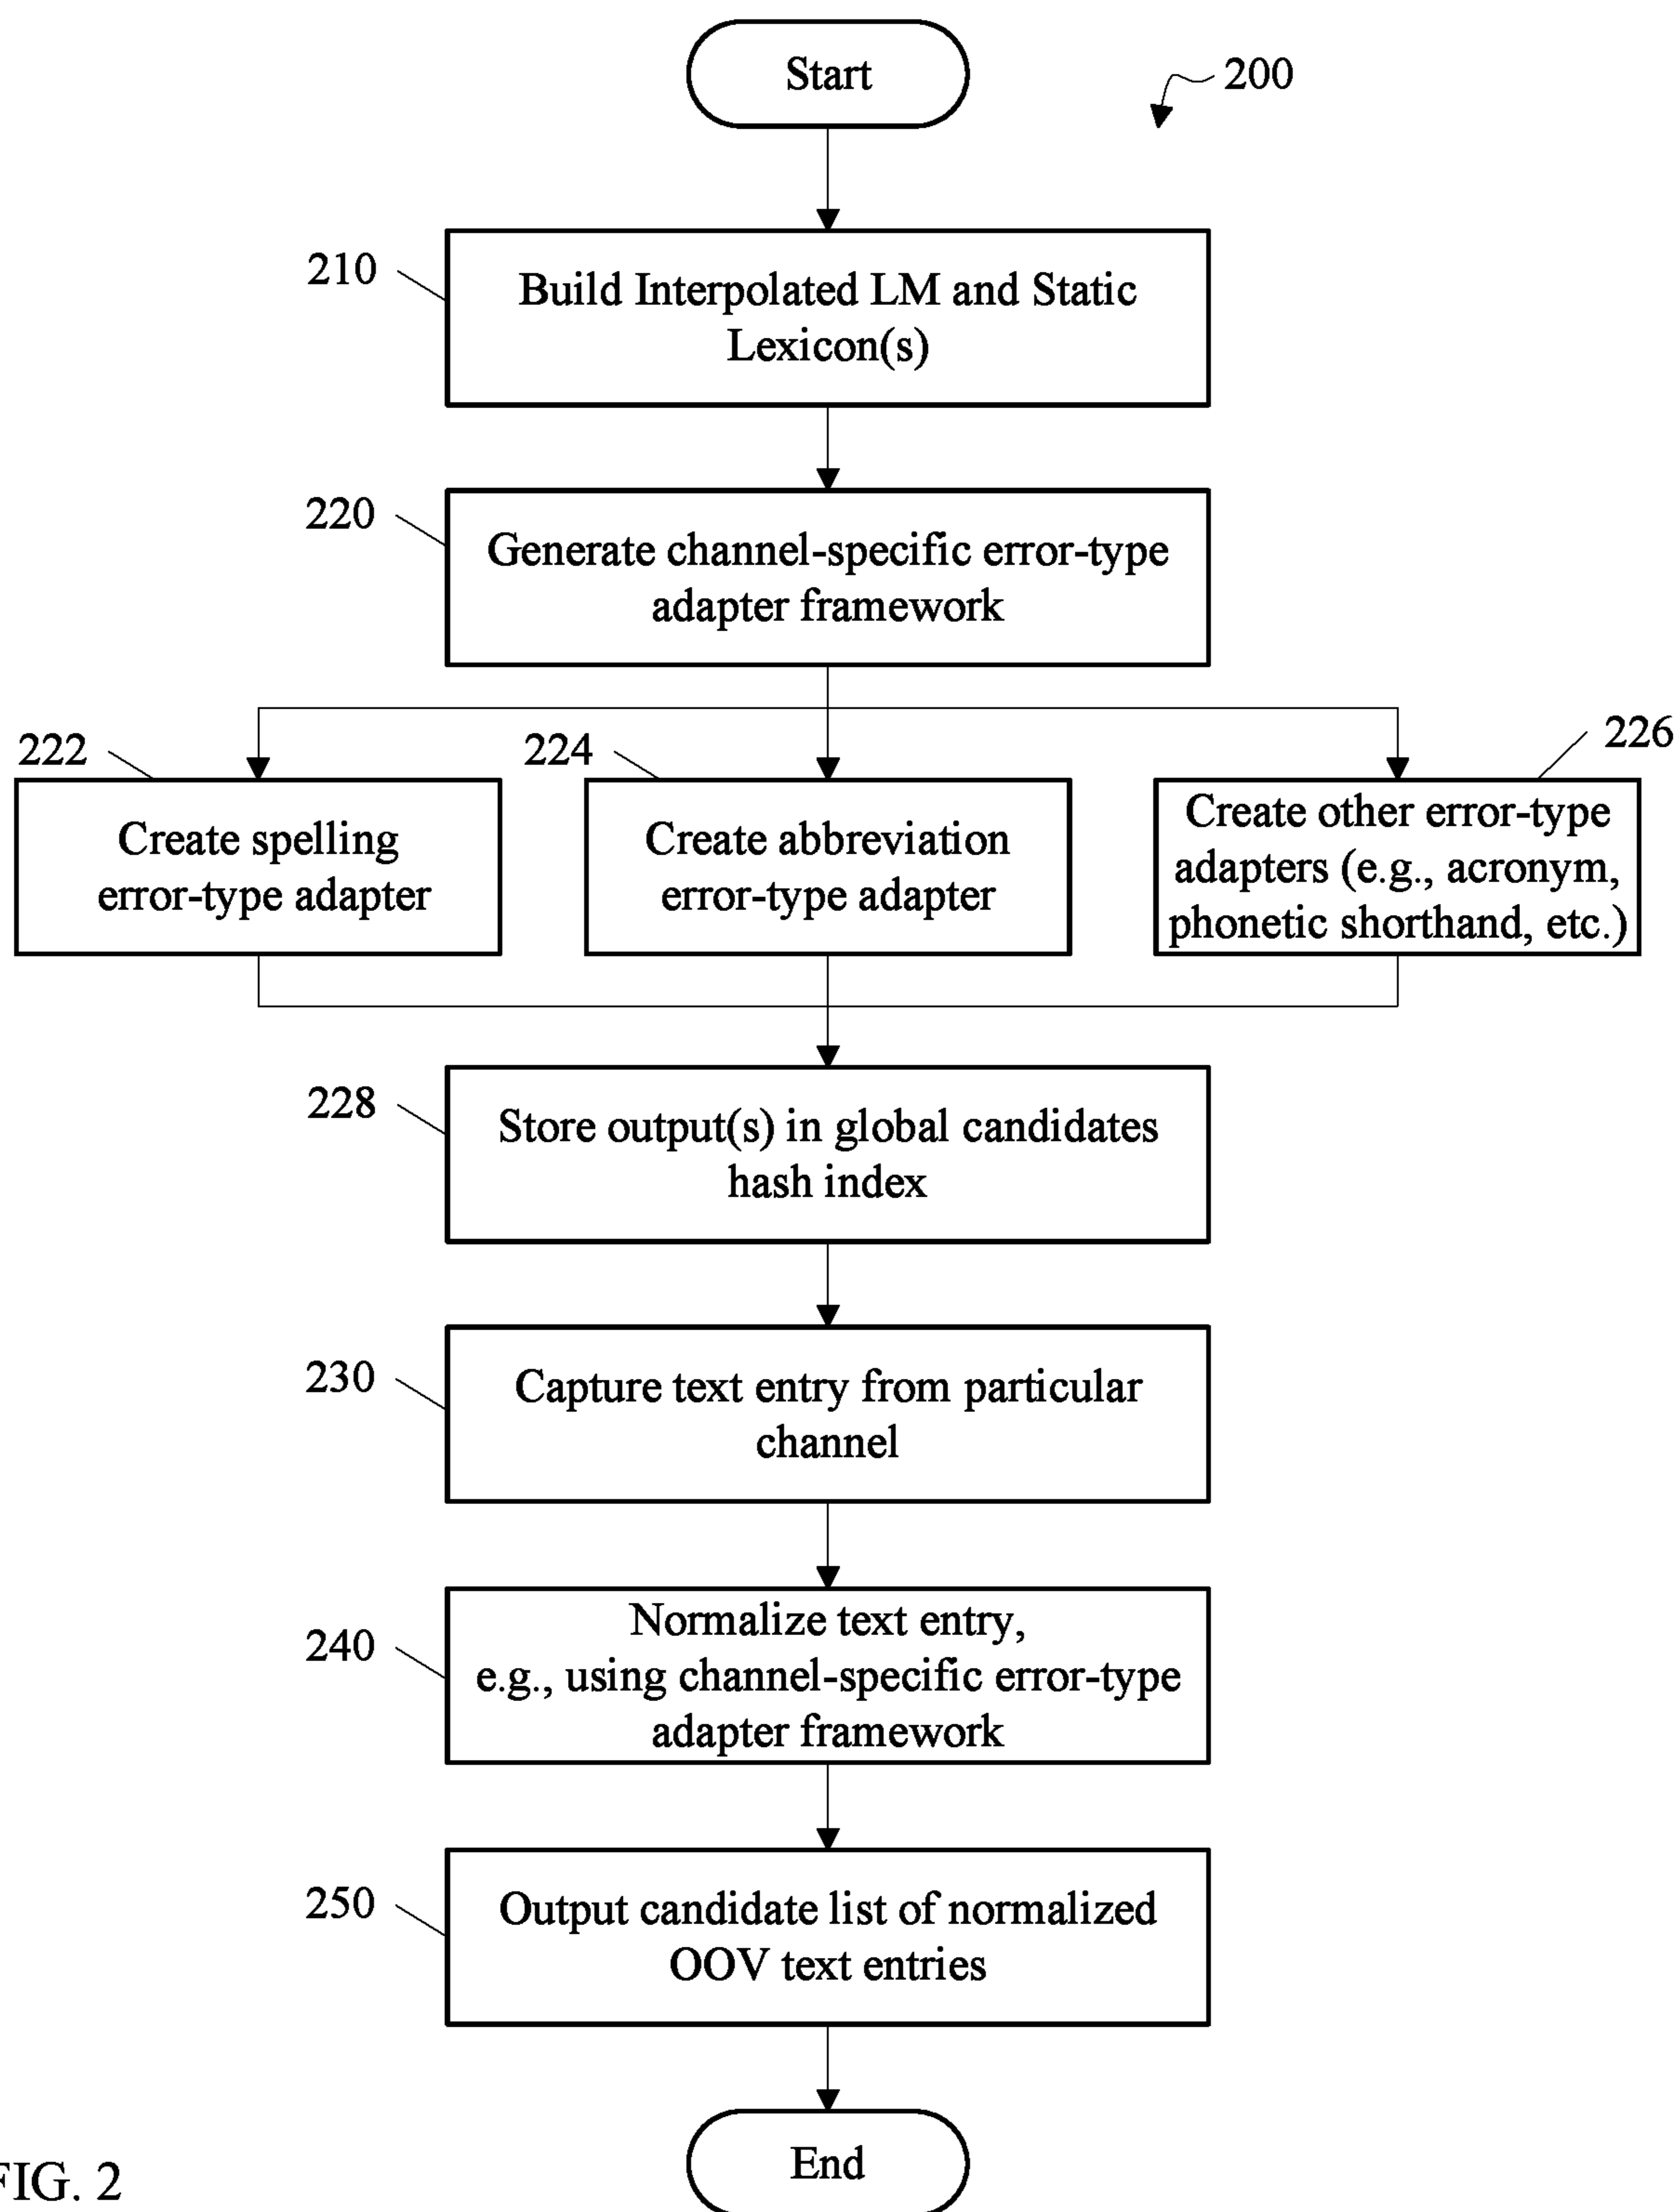 Start
200
210
Build Interpolated LM and Static
Lexicon(s)
220
Generate channel-specific error-type
adapter framework
222
Create spelling
error-type adapter
224
Create abbreviation
error-type adapter
226
Create other error-type
adapters (e.g., acronym,
phonetic shorthand, etc.)
228
Store output(s) in global candidates
hash index
230
Capture text entry from particular
channel
240
Normalize text entry,
e.g., using channel-specific error-type
adapter framework
250
Output candidate list of normalized
OOV text entries
End
FIG. 2